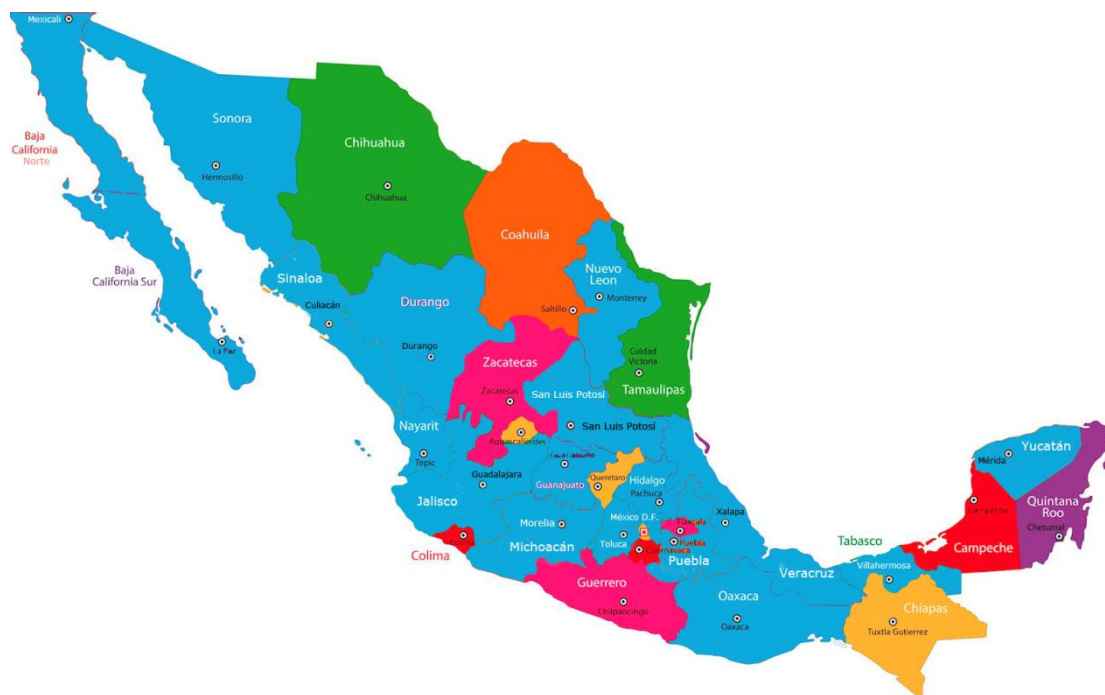 Mexicali
Sonora
Hermosillo
Baja
California
Norte
Chihuahua
Chihuahua
Coahuila
Saltillo
Baja
California Sur
La Paz
Sinaloa
Culiacán
Durango
Durango
Nuevo
Leon
Monterrey
Cuidad
Victoria
Tamaulipas
Zacatecas
Zacatecas
San Luis Potosí
San Luis Potosí
Nayarit
Tepic
Aguascalientes
Guadalajara
Jalisco
Guanajuato
Queretaro
Hidalgo
Pachuca
Morelia
Michoacán
Colima
México D.F.
Toluca
Tlaxcala
Xalapa
Cuernavaca
Puebla
Puebla
Guerrero
Chilpancingo
Oaxaca
Oaxaca
Veracruz
Tabasco
Villahermosa
Chiapas
Tuxtla Gutierrez
Yucatán
Mérida
Campeche
Campeche
Quintana
Roo
Chetumal